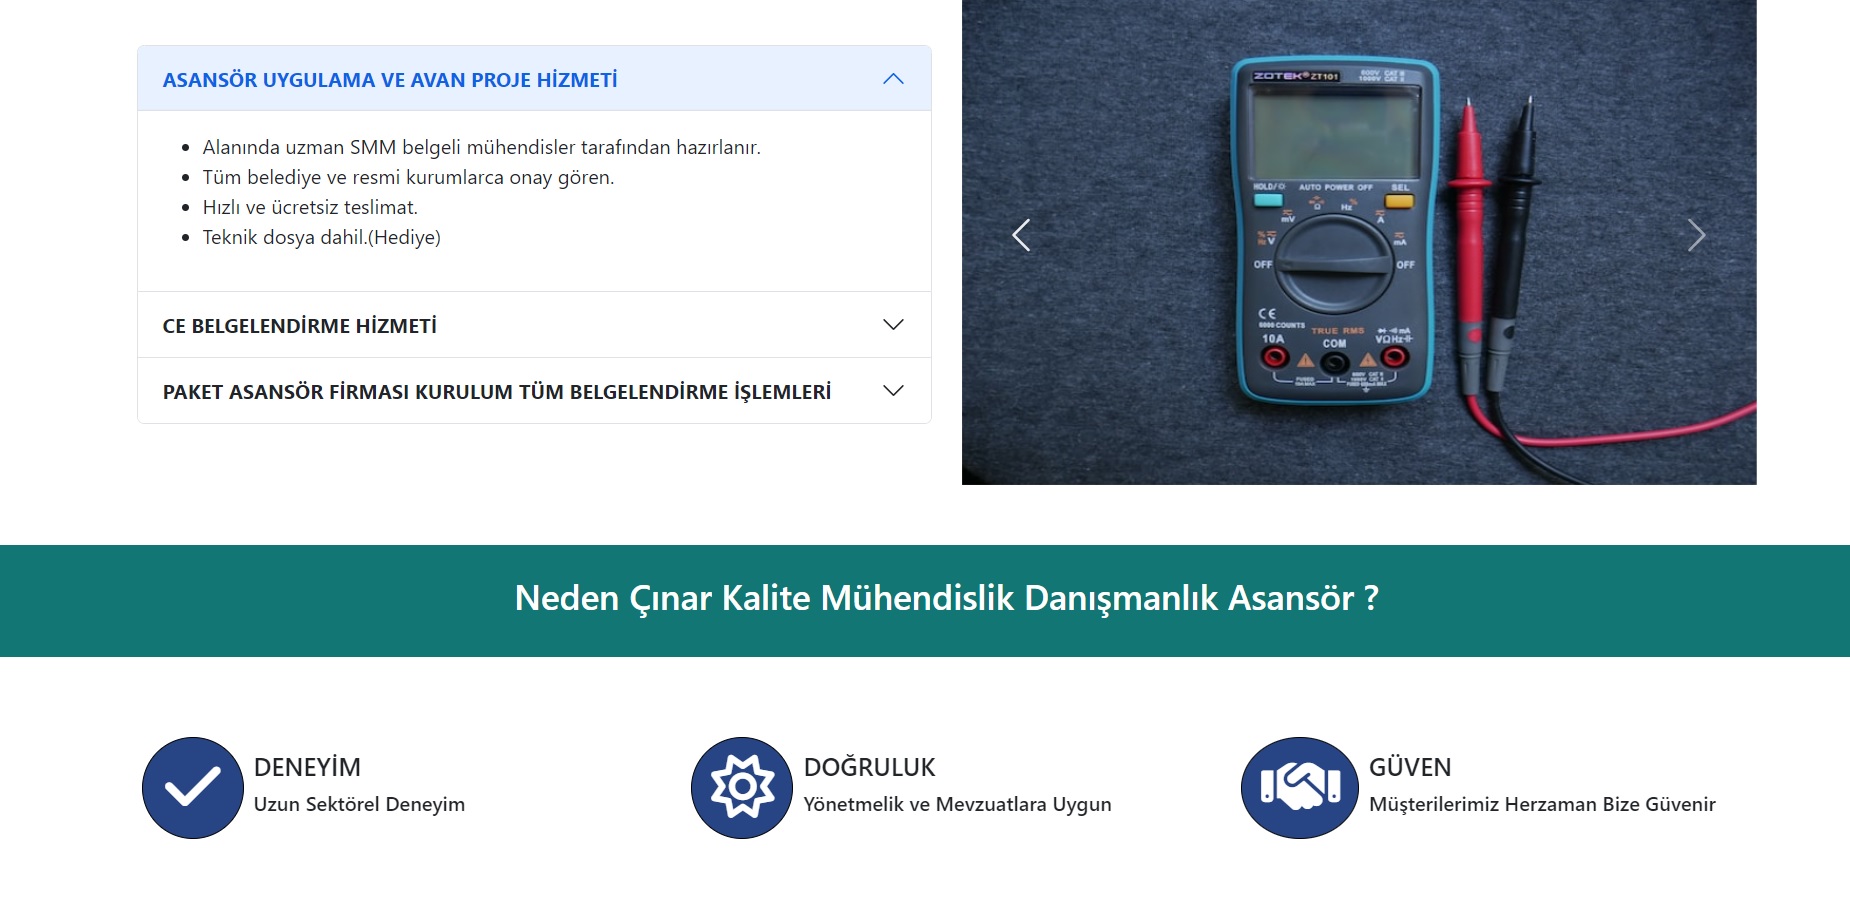 ASANSÖR UYGULAMA VE AVAN PROJE HİZMETİ
Alanında uzman SMM belgeli mühendisler tarafından hazırlanır.
Tüm belediye ve resmi kurumlarca onay gören.
Hızlı ve ücretsiz teslimat.
Teknik dosya dahil.(Hediye)
CE BELGELENDİRME HİZMETİ
PAKET ASANSÖR FİRMASI KURULUM TÜM BELGELENDİRME İŞLEMLERİ
ZOTEK® ZT101
600V CAT III
1000V CAT II
HOLD/☼ AUTO POWER OFF SEL
mV Ω Hz% A
V mA
OFF OFF
CE
6000 COUNTS
TRUE RMS
mA
10A COM VΩHz
FUSED
Neden Çınar Kalite Mühendislik Danışmanlık Asansör ?
DENEYİM
Uzun Sektörel Deneyim
DOĞRULUK
Yönetmelik ve Mevzuatlara Uygun
GÜVEN
Müşterilerimiz Herzaman Bize Güvenir